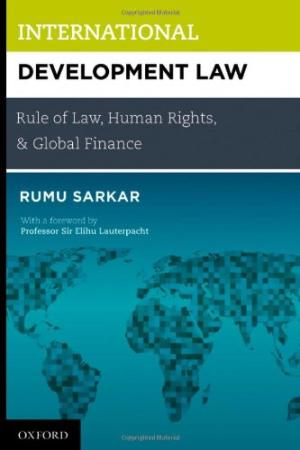 INTERNATIONAL
DEVELOPMENT LAW
Rule of Law, Human Rights,
& Global Finance
RUMU SARKAR
With a foreword by
Professor Sir Elihu Lauterpacht
OXFORD